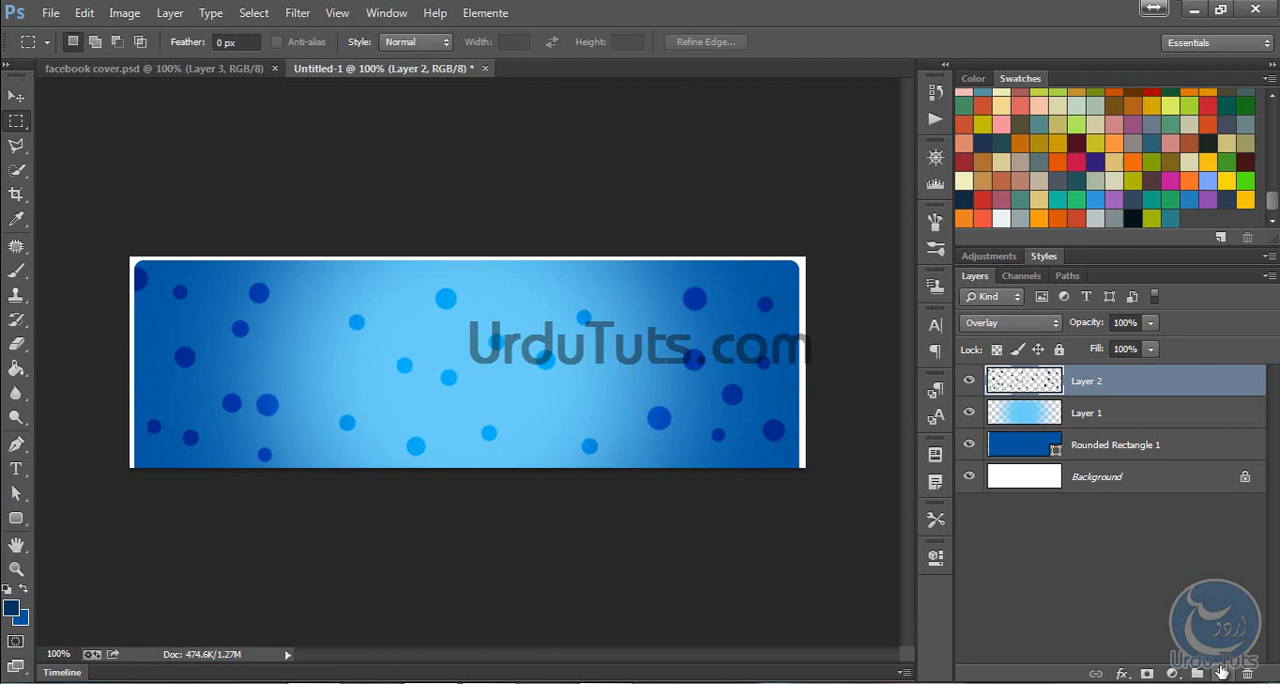 Ps File Edit Image Layer Type Select Filter View Window Help Elemente
Feather: 0 px Anti-alias Style: Normal Width: Height: Refine Edge... Essentials
facebook cover.psd @ 100% (Layer 3, RGB/8) × Untitled-1 @ 100% (Layer 2, RGB/8) * ×
Color Swatches
Adjustments Styles
Layers Channels Paths
Kind
Overlay Opacity: 100%
Lock: Fill: 100%
Layer 2
Layer 1
Rounded Rectangle 1
Background
UrduTuts.com
اردو
Urdu Tuts
100% Doc: 474.6K/1.27M
Timeline